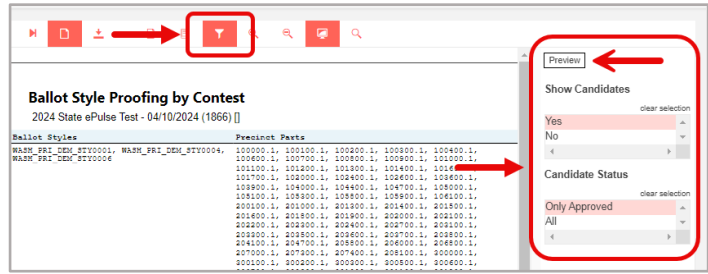 Preview
Show Candidates
clear selection
Yes
No
Candidate Status
clear selection
Only Approved
All
Ballot Style Proofing by Contest
2024 State ePulse Test - 04/10/2024 (1866) []
Ballot Styles Precinct Parts
WASH_PRI_DEM_STY0001, WASH_PRI_DEM_STY0004, 100000.1, 100100.1, 100200.1, 100300.1, 100400.1,
WASH_PRI_DEM_STY0006 100600.1, 100700.1, 100800.1, 100900.1, 101000.1,
101100.1, 101200.1, 101300.1, 101400.1,
101700.1, 102000.1, 102400.1, 102600.1, 103600.1,
103900.1, 104000.1, 104400.1, 104700.1, 105000.1,
105100.1, 105300.1, 105800.1, 105900.1, 106100.1,
200100.1, 201000.1, 201300.1, 201400.1, 201500.1,
201600.1, 201800.1, 201900.1, 202000.1, 202100.1,
202200.1, 202300.1, 202400.1, 202700.1, 203100.1,
203300.1, 203500.1, 203600.1, 203700.1, 203800.1,
204100.1, 204700.1, 205800.1, 206000.1, 206800.1,
207000.1, 207300.1, 207400.1, 208100.1, 300000.1,
300100.1, 300200.1, 300300.1, 300500.1, 300600.1,